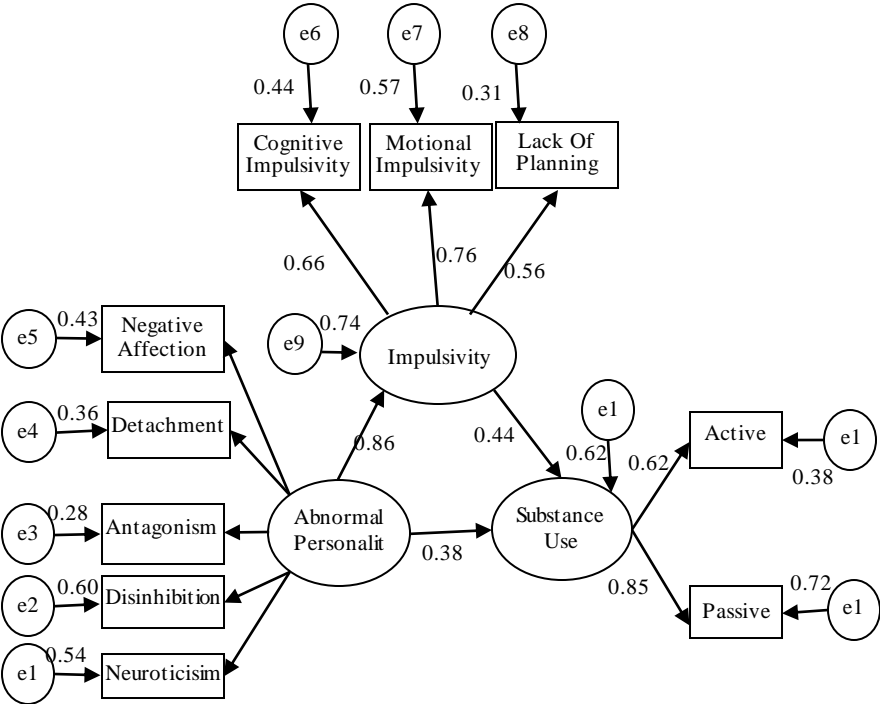 e6
e7
e8
0.44
0.57
0.31
Cognitive
Impulsivity
Motional
Impulsivity
Lack Of
Planning
0.66
0.76
0.56
e5
0.43
Negative
Affection
e9
0.74
Impulsivity
e4
0.36
Detachment
0.86
0.44
e1
0.62
0.62
Active
e1
0.38
e3
0.28
Antagonism
Abnormal
Personalit
0.38
Substance
Use
e2
0.60
Disinhibition
0.85
Passive
0.72
e1
e1
0.54
Neuroticisim